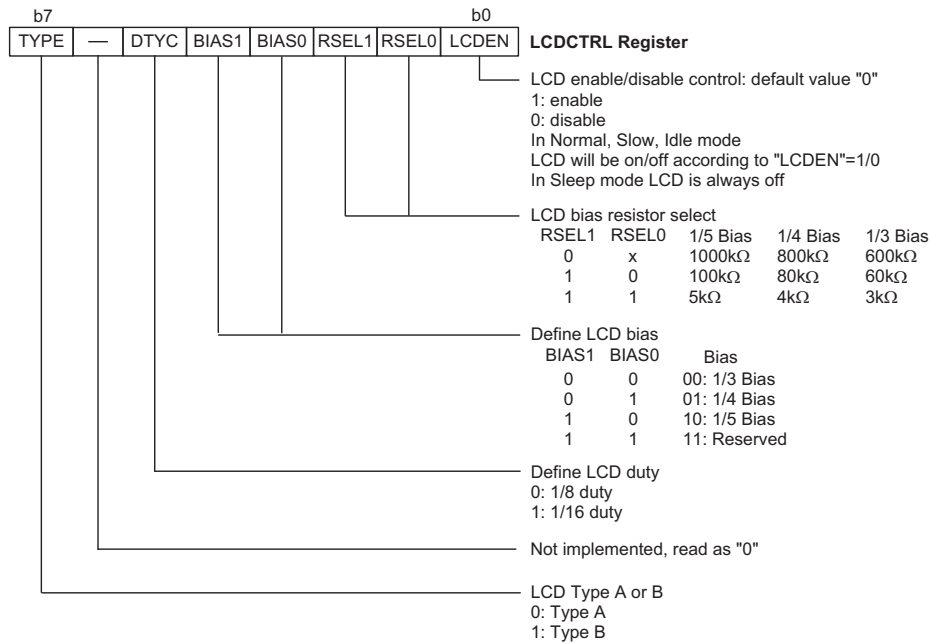 b7 b0
TYPE — DTYC BIAS1 BIAS0 RSEL1 RSEL0 LCDEN LCDCTRL Register
LCD enable/disable control: default value "0"
1: enable
0: disable
In Normal, Slow, Idle mode
LCD will be on/off according to "LCDEN"=1/0
In Sleep mode LCD is always off
LCD bias resistor select
RSEL1 RSEL0 1/5 Bias 1/4 Bias 1/3 Bias
0 x 1000kΩ 800kΩ 600kΩ
1 0 100kΩ 80kΩ 60kΩ
1 1 5kΩ 4kΩ 3kΩ
Define LCD bias
BIAS1 BIAS0 Bias
0 0 00: 1/3 Bias
0 1 01: 1/4 Bias
1 0 10: 1/5 Bias
1 1 11: Reserved
Define LCD duty
0: 1/8 duty
1: 1/16 duty
Not implemented, read as "0"
LCD Type A or B
0: Type A
1: Type B